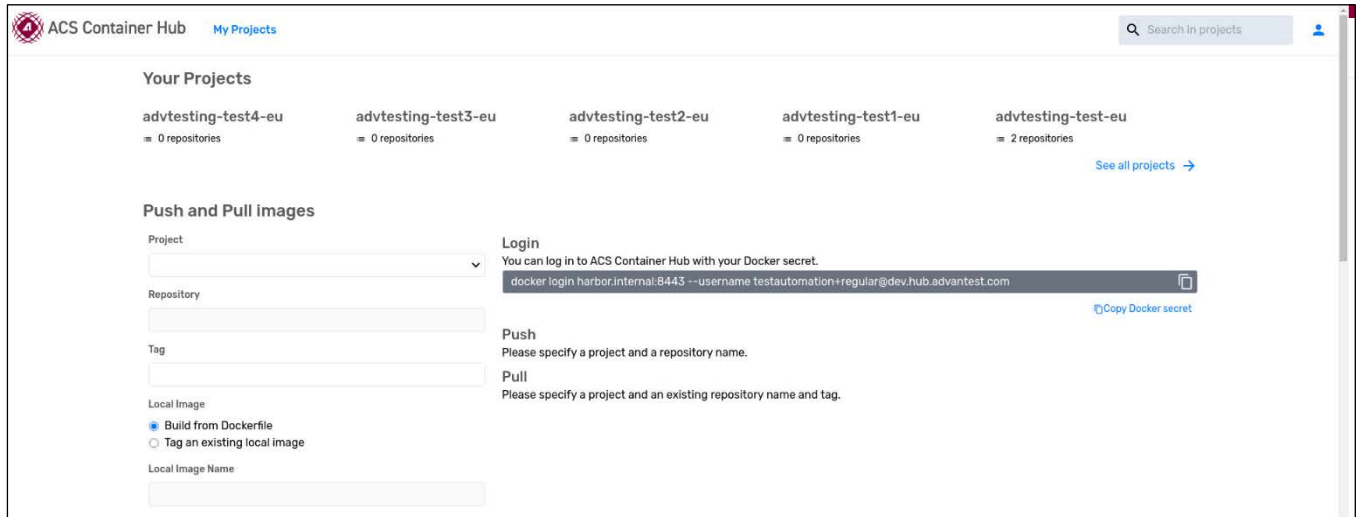 ACS Container Hub My Projects Search in projects
Your Projects
advtesting-test4-eu advtesting-test3-eu advtesting-test2-eu advtesting-test1-eu advtesting-test-eu
0 repositories 0 repositories 0 repositories 0 repositories 2 repositories
See all projects →
Push and Pull images
Project
Repository
Tag
Local Image
Build from Dockerfile
Tag an existing local image
Local Image Name
Login
You can log in to ACS Container Hub with your Docker secret.
docker login harbor.internal:8443 --username testautomation+regular@dev.hub.advantest.com
Copy Docker secret
Push
Please specify a project and a repository name.
Pull
Please specify a project and an existing repository name and tag.